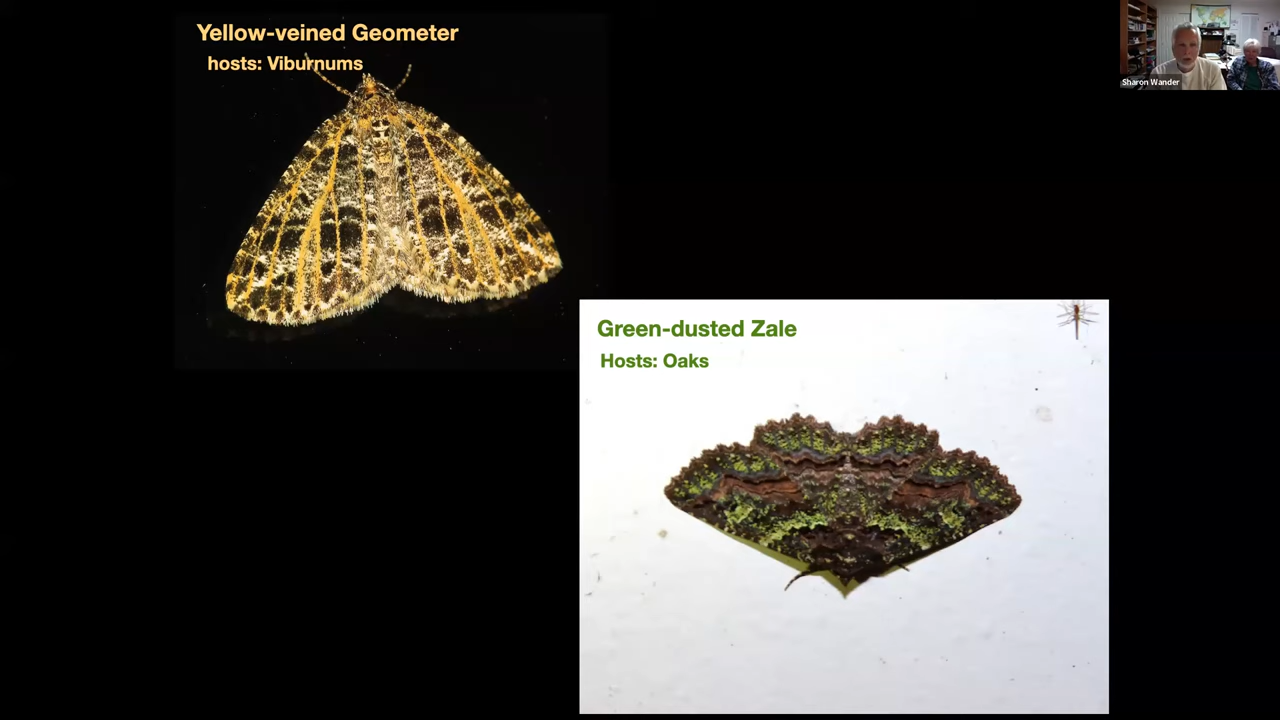 Yellow-veined Geometer
hosts: Viburnums
Sharon Wander
Green-dusted Zale
Hosts: Oaks